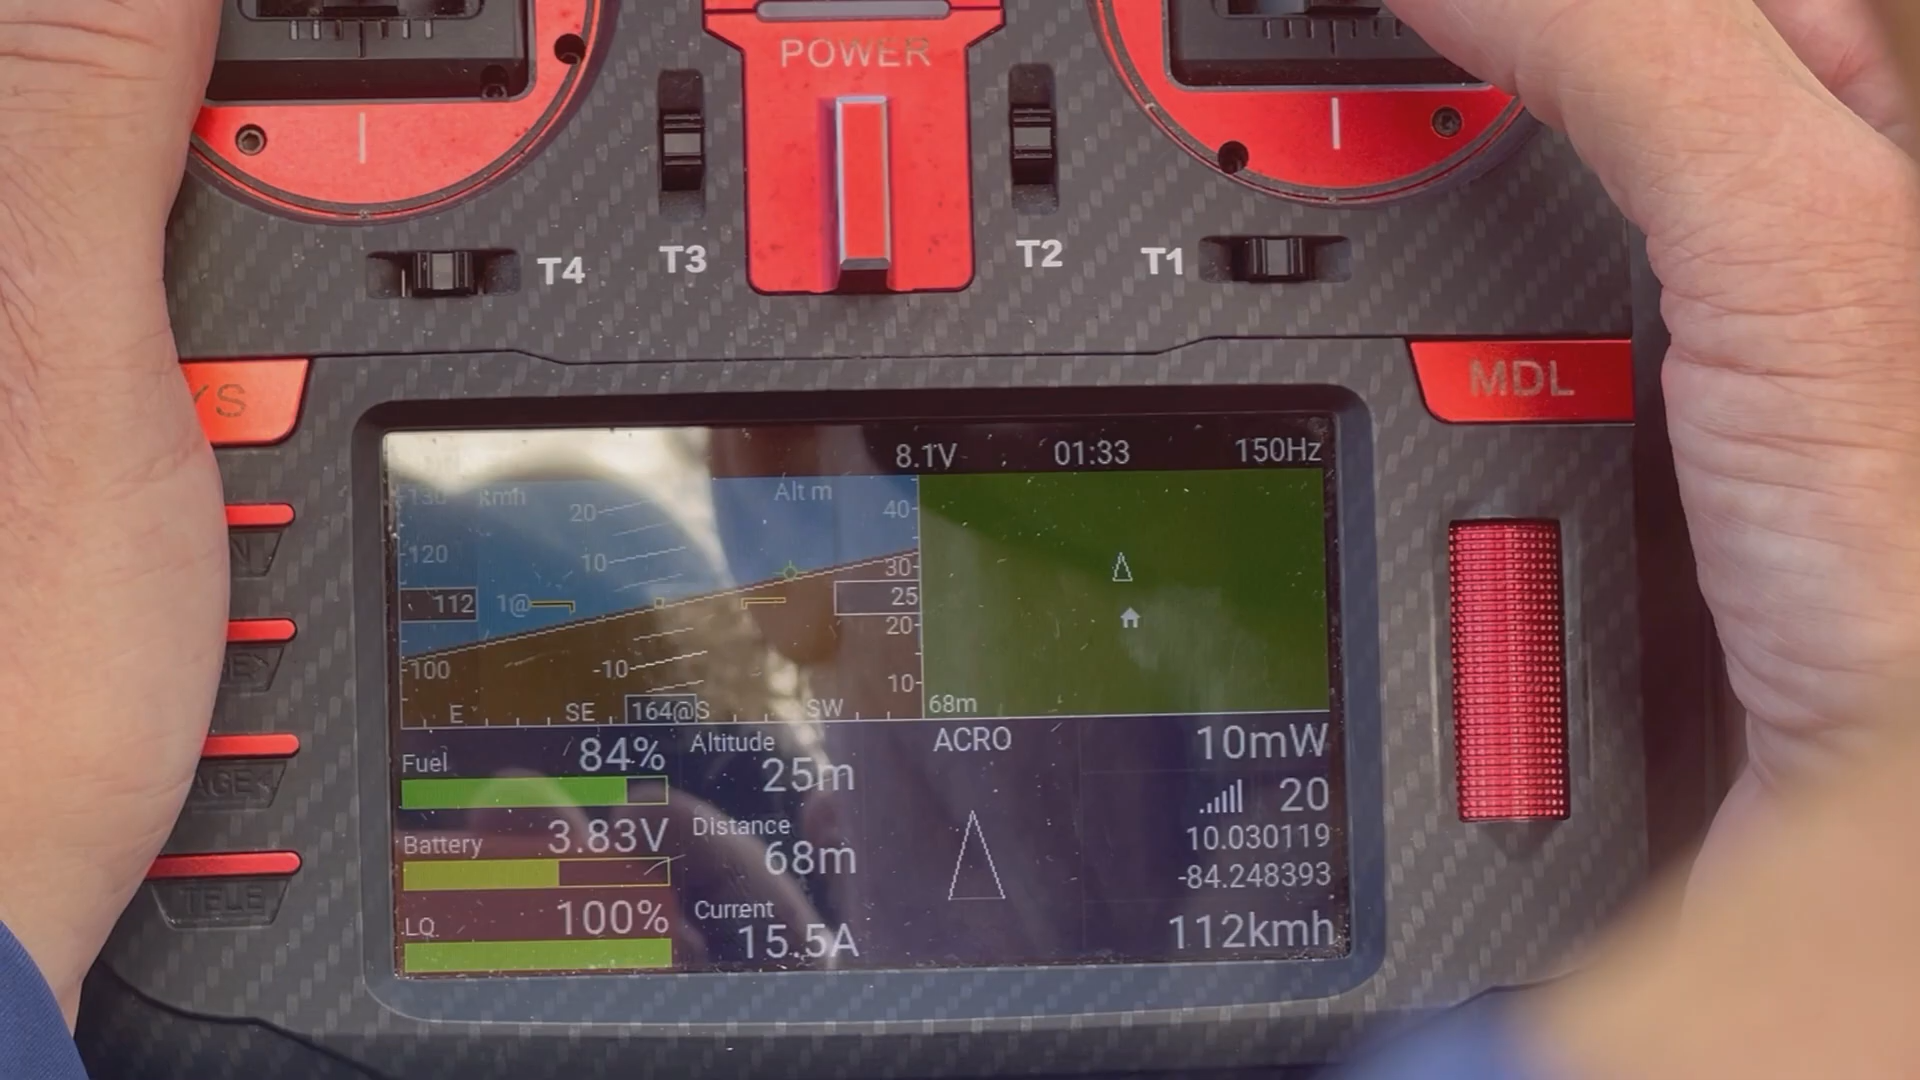 POWER
T4
T3
T2
T1
MDL
8.1V
01:33
150Hz
130
kmh
20
Alt m
40
120
10
30
112
1@
25
20
100
-10
10
E
SE
164@S
SW
68m
Fuel
84%
Altitude
25m
ACRO
10mW
20
Battery
3.83V
Distance
68m
10.030119
-84.248393
LQ
100%
Current
15.5A
112kmh
TELE